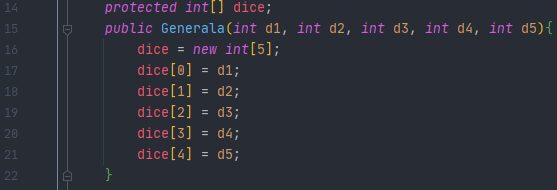 14 protected int[] dice;
15 public Generala(int d1, int d2, int d3, int d4, int d5){
16 dice = new int[5];
17 dice[0] = d1;
18 dice[1] = d2;
19 dice[2] = d3;
20 dice[3] = d4;
21 dice[4] = d5;
22 }